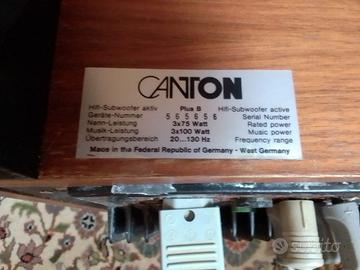 CANTON
Hifi-Subwoofer aktiv Plus B Hifi-Subwoofer active
Geräte-Nummer 565656 Serial Number
Nenn-Leistung 3x75 Watt Rated power
Musik-Leistung 3x100 Watt Music power
Übertragungsbereich 20...130 Hz Frequency range
Made in the Federal Republic of Germany - West Germany
subito